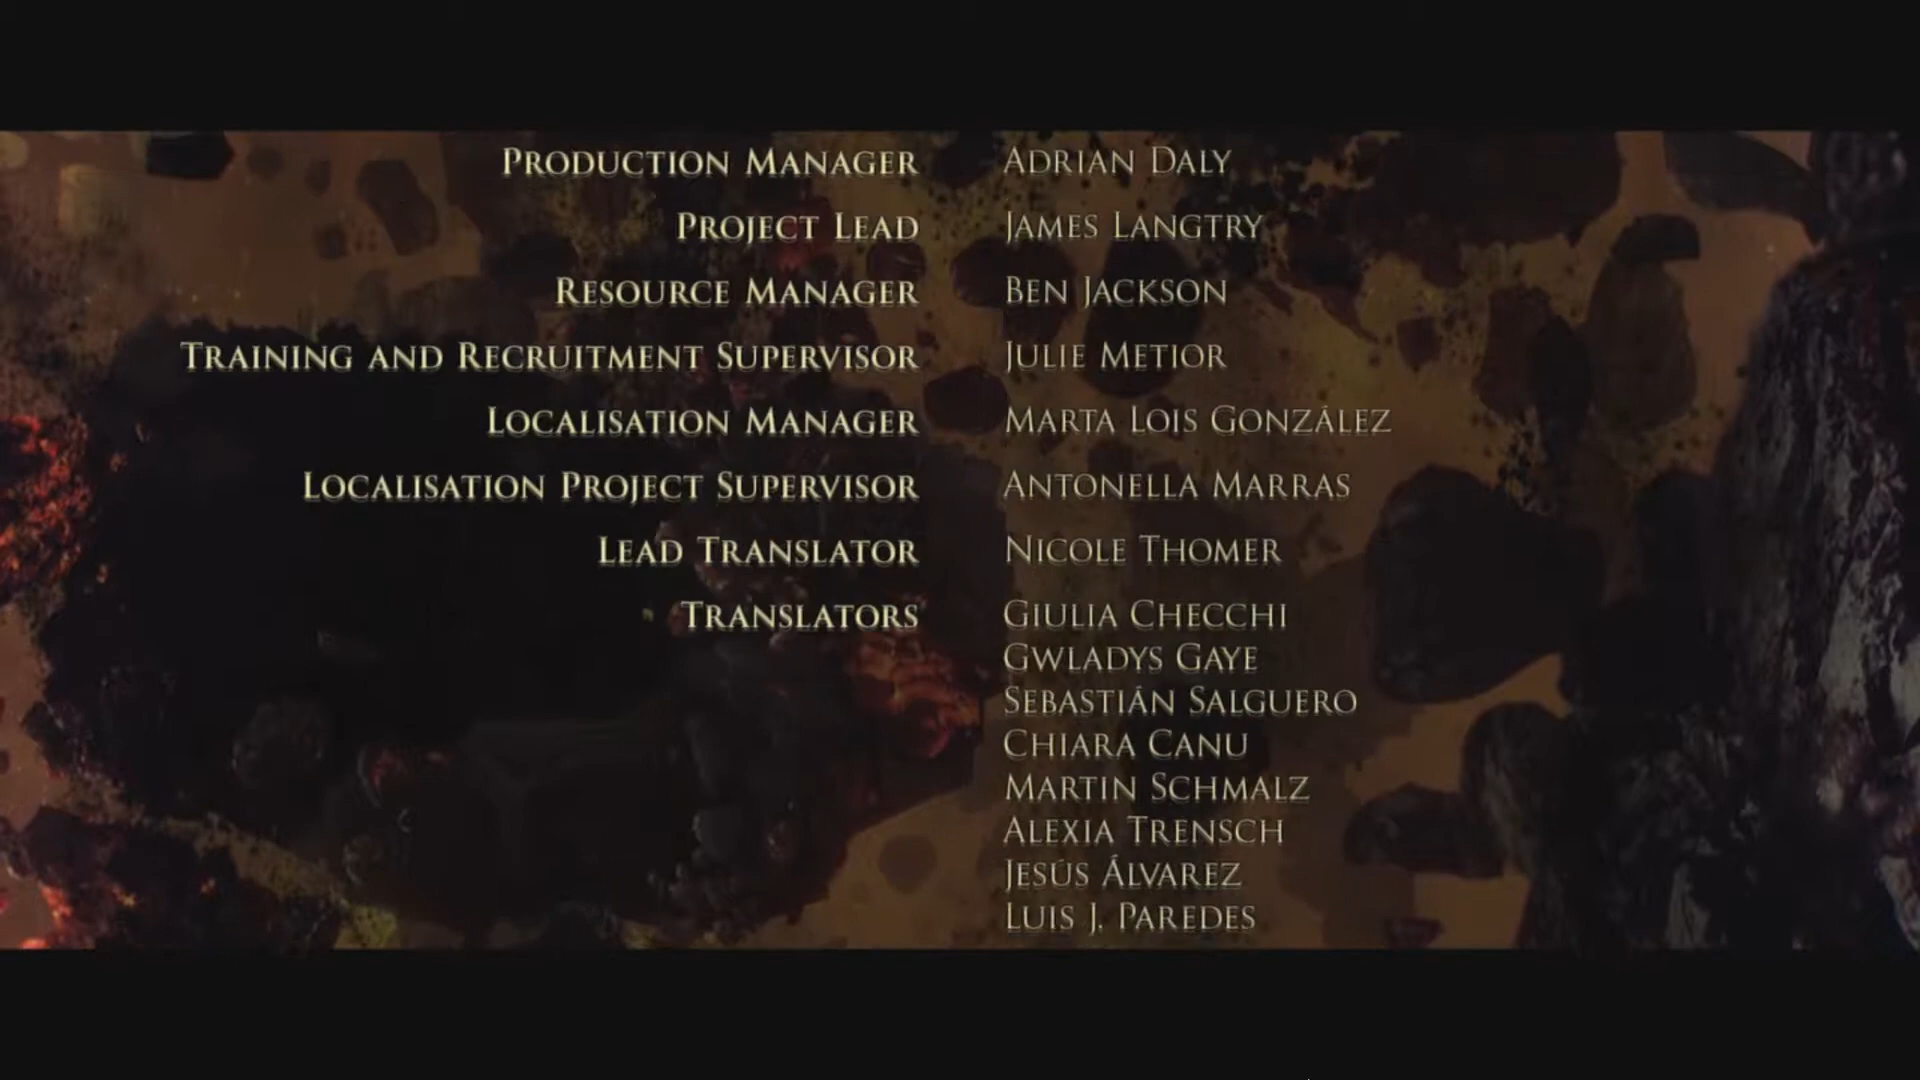 Production Manager Adrian Daly
Project Lead James Langtry
Resource Manager Ben Jackson
Training and Recruitment Supervisor Julie Metior
Localisation Manager Marta Lois González
Localisation Project Supervisor Antonella Marras
Lead Translator Nicole Thomer
Translators Giulia Checchi
Gwladys Gaye
Sebastián Salguero
Chiara Canu
Martin Schmalz
Alexia Trensch
Jesús Álvarez
Luis J. Paredes